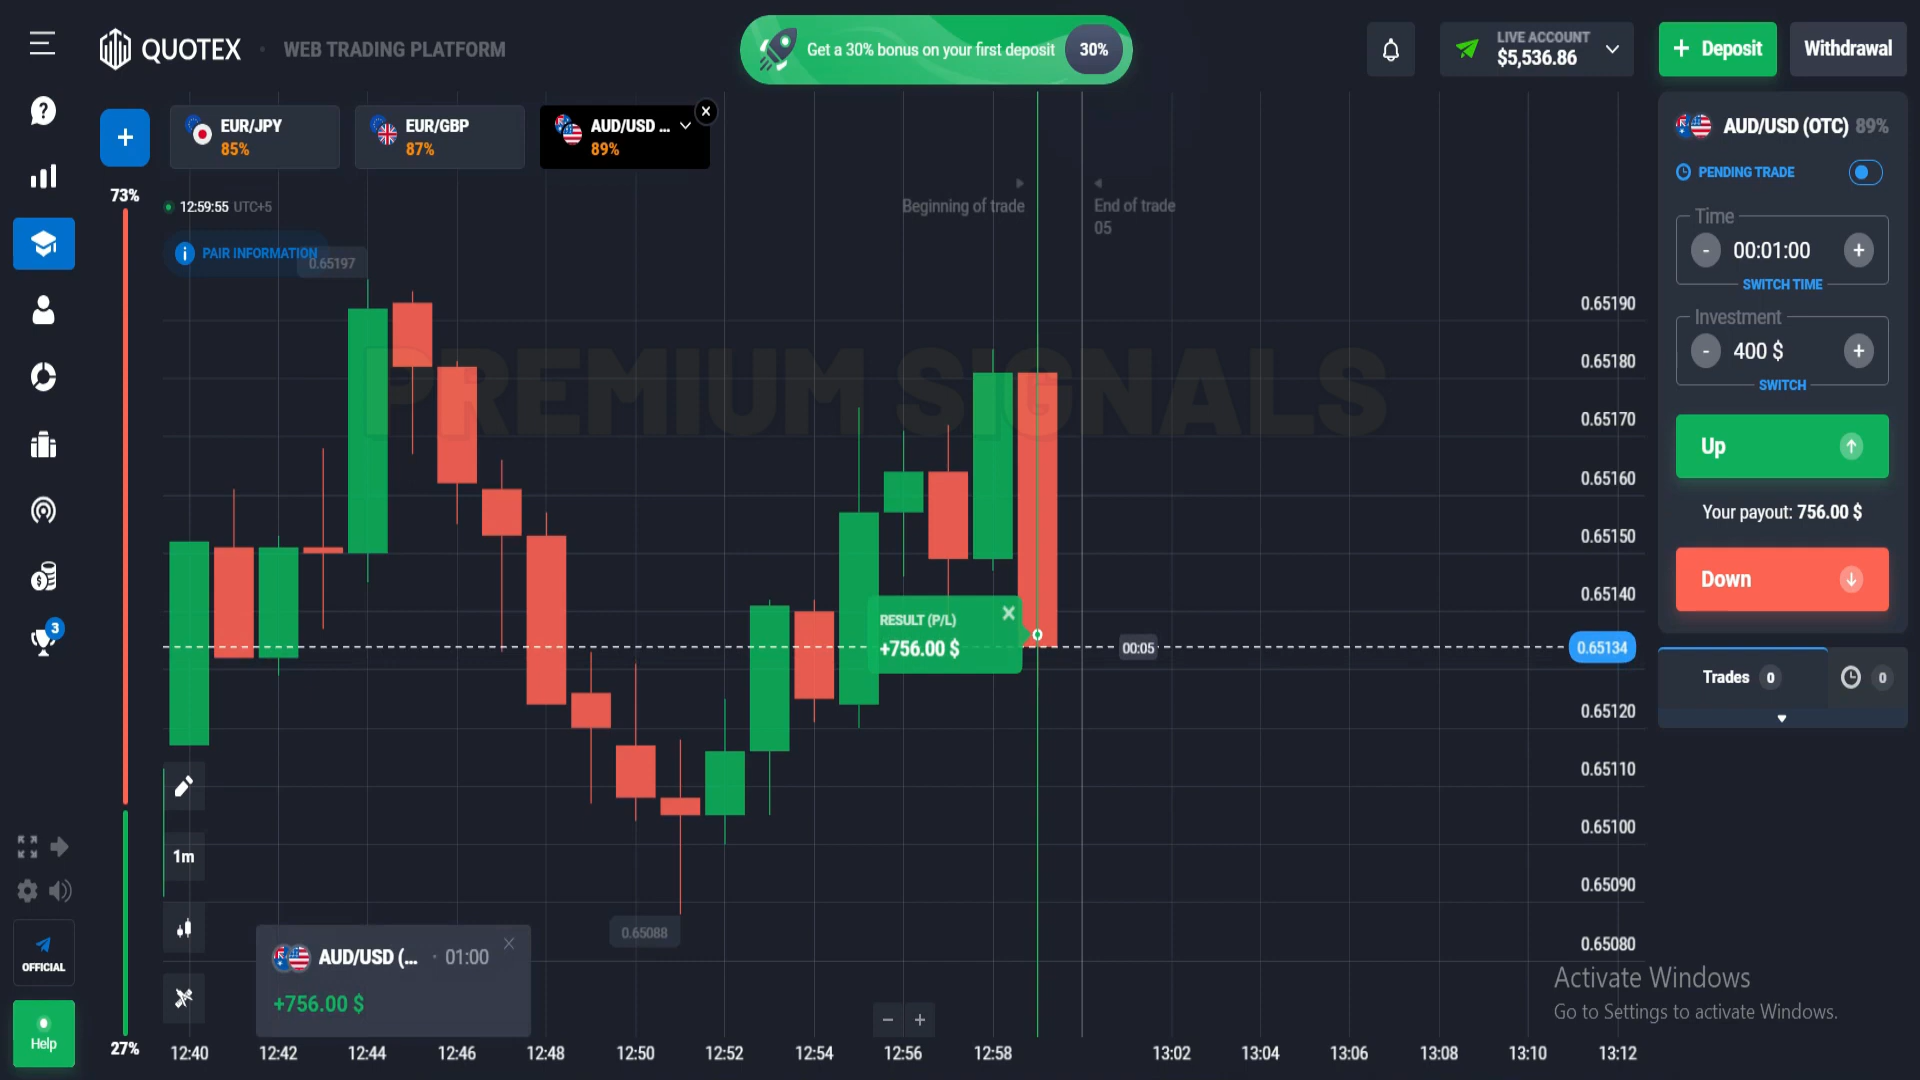 QUOTEX
WEB TRADING PLATFORM
Get a 30% bonus on your first deposit
30%
LIVE ACCOUNT
$5,536.86
+ Deposit
Withdrawal
EUR/JPY
85%
EUR/GBP
87%
AUD/USD ...
89%
73%
12:59:55 UTC+5
PAIR INFORMATION
0.65197
Beginning of trade
End of trade
05
PREMIUM SIGNALS
0.65190
0.65180
0.65170
0.65160
0.65150
0.65140
0.65134
0.65120
0.65110
0.65100
0.65090
0.65080
RESULT (P/L)
+756.00 $
00:05
0.65088
1m
AUD/USD (... · 01:00
+756.00 $
27%
12:40
12:42
12:44
12:46
12:48
12:50
12:52
12:54
12:56
12:58
13:02
13:04
13:06
13:08
13:10
13:12
AUD/USD (OTC) 89%
PENDING TRADE
Time
- 00:01:00 +
SWITCH TIME
Investment
- 400 $ +
SWITCH
Up
Your payout: 756.00 $
Down
Trades 0
0
3
OFFICIAL
Help
Activate Windows
Go to Settings to activate Windows.